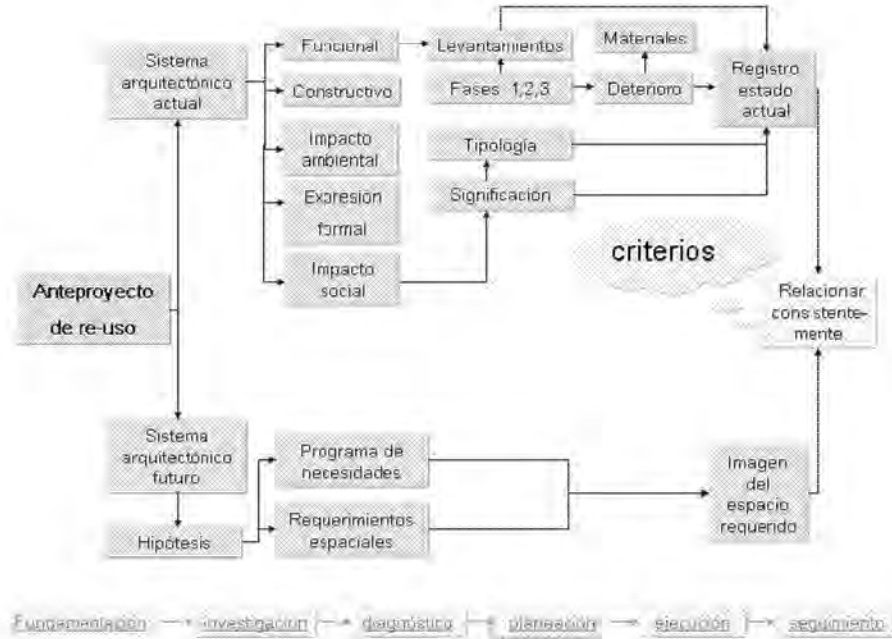 Funcional
Levantamientos
Materiales
Sistema
arquitectónico
actual
Registro
estado
actual
Constructivo
Fases 1,2,3
Deterioro
Impacto
ambiental
Tipología
Expresión
formal
Significación
criterios
Impacto
social
Anteproyecto
de re-uso
Relacionar
consistente-
mente
Sistema
arquitectónico
futuro
Programa de
necesidades
Imagen
del
espacio
requerido
Hipótesis
Requerimientos
espaciales
Fundamentación investigación diagnóstico planeación ejecución seguimiento